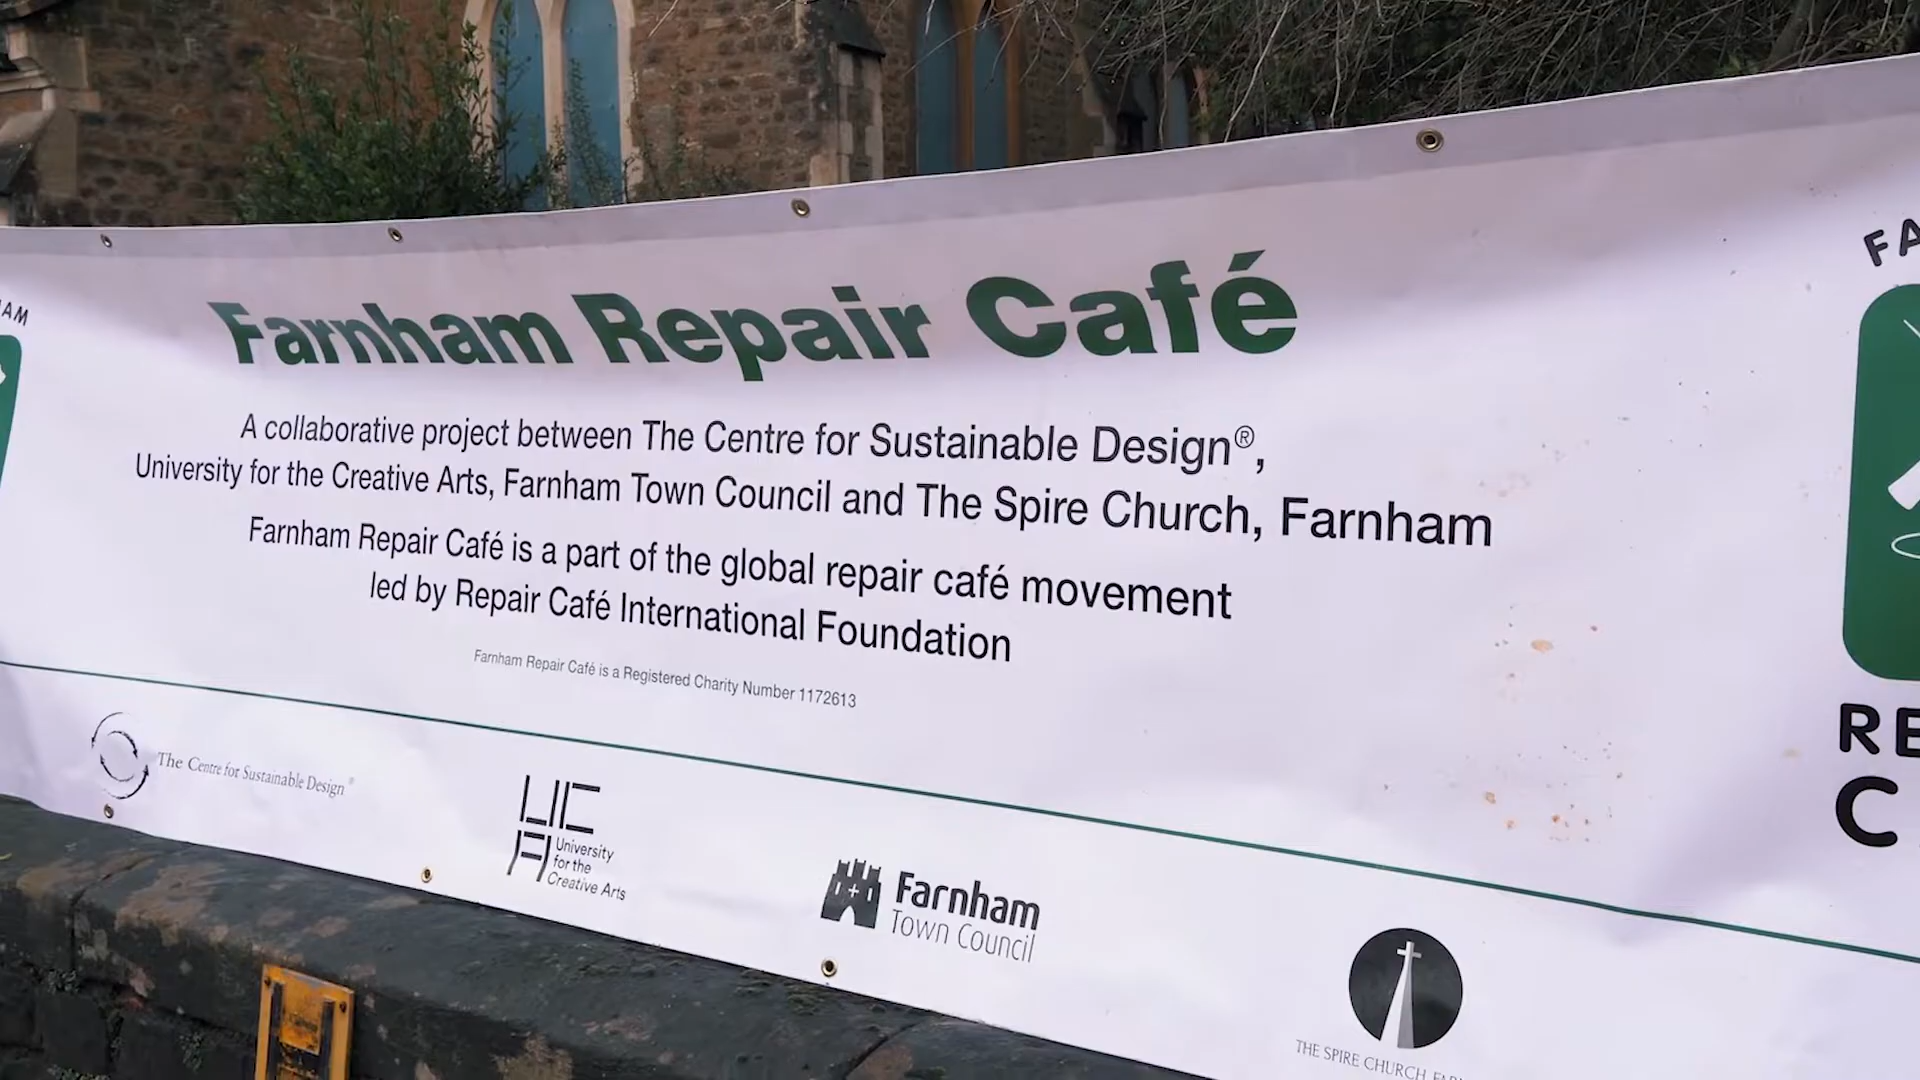 Farnham Repair Café
A collaborative project between The Centre for Sustainable Design®,
University for the Creative Arts, Farnham Town Council and The Spire Church, Farnham
Farnham Repair Café is a part of the global repair café movement
led by Repair Café International Foundation
Farnham Repair Café is a Registered Charity Number 1172613
The Centre for Sustainable Design®
UCA
University
for the
Creative Arts
Farnham
Town Council
THE SPIRE CHURCH